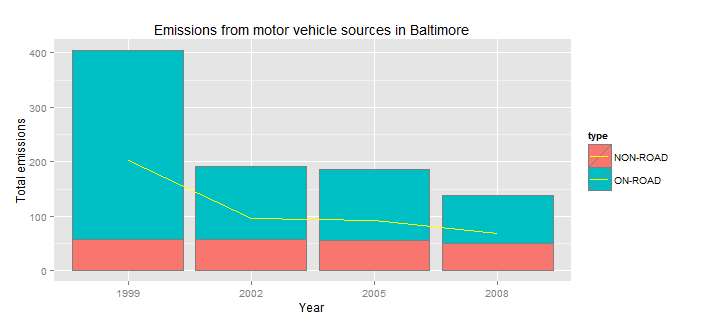 Emissions from motor vehicle sources in Baltimore
Total emissions
400
300
200
100
0
1999 2002 2005 2008
Year
type
NON-ROAD
ON-ROAD